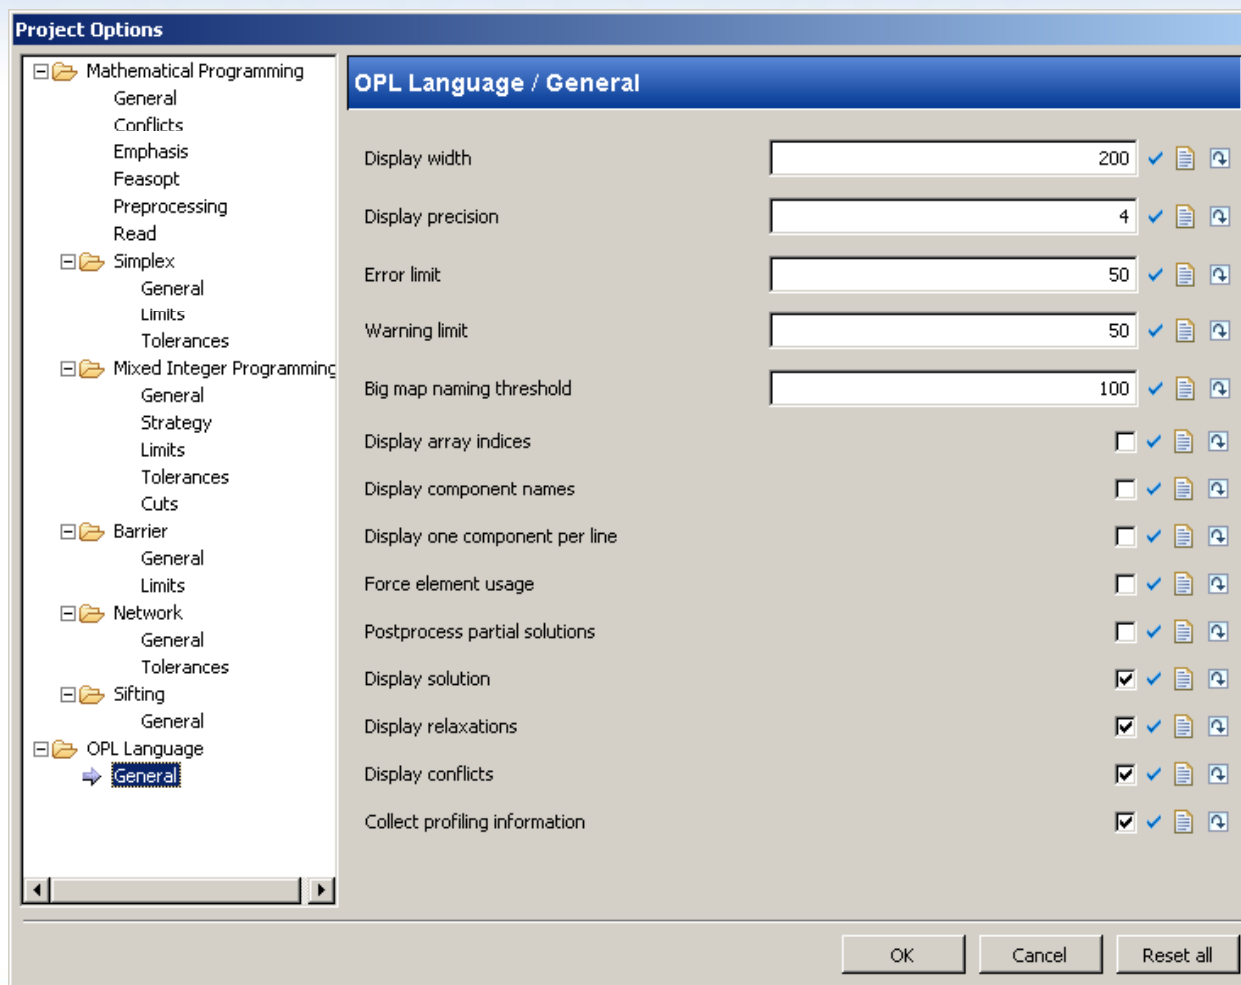 Project Options
Mathematical Programming
General
Conflicts
Emphasis
Feasopt
Preprocessing
Read
Simplex
General
Limits
Tolerances
Mixed Integer Programming
General
Strategy
Limits
Tolerances
Cuts
Barrier
General
Limits
Network
General
Tolerances
Sifting
General
OPL Language
General
OPL Language / General
Display width 200
Display precision 4
Error limit 50
Warning limit 50
Big map naming threshold 100
Display array indices
Display component names
Display one component per line
Force element usage
Postprocess partial solutions
Display solution
Display relaxations
Display conflicts
Collect profiling information
OK Cancel Reset all